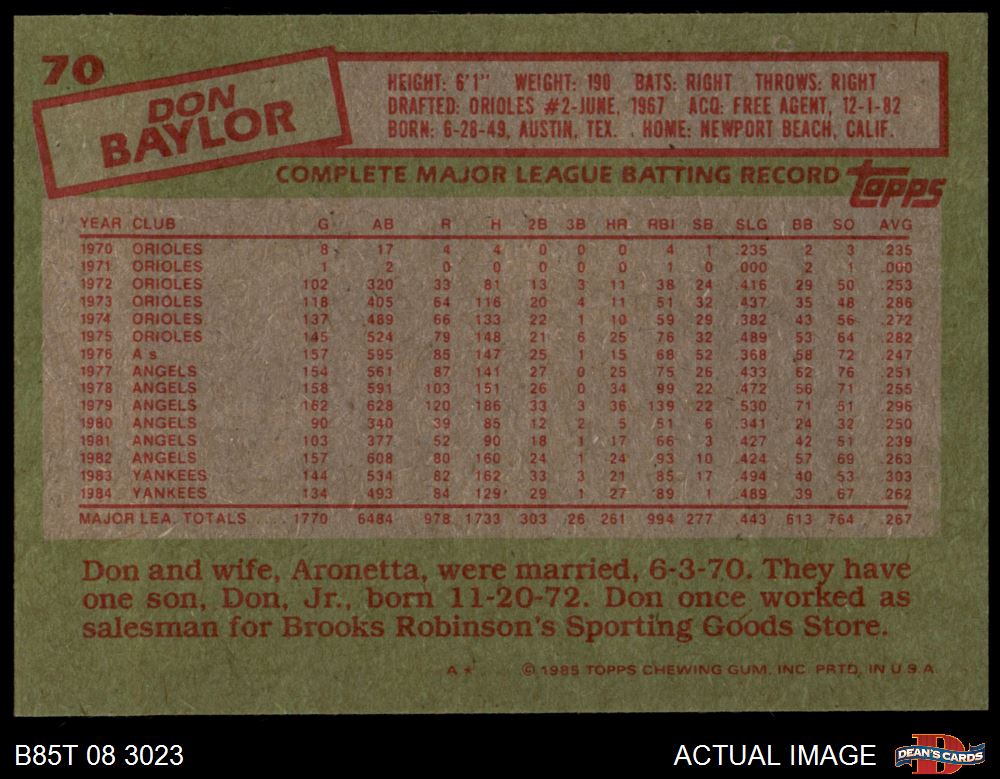 70
DON
BAYLOR
HEIGHT: 6'1" WEIGHT: 190 BATS: RIGHT THROWS: RIGHT
DRAFTED: ORIOLES #2-JUNE, 1967 ACQ: FREE AGENT, 12-1-82
BORN: 6-28-49, AUSTIN, TEX. HOME: NEWPORT BEACH, CALIF.
COMPLETE MAJOR LEAGUE BATTING RECORD topps
YEAR CLUB G AB R H 2B 3B HR RBI SB SLG BB SO AVG
1970 ORIOLES 8 17 4 4 0 0 0 4 1 .235 2 3 .235
1971 ORIOLES 1 2 0 0 0 0 0 1 0 .000 2 1 .000
1972 ORIOLES 102 320 33 81 13 3 11 38 24 .416 29 50 .253
1973 ORIOLES 118 405 64 116 20 4 11 51 32 .437 35 48 .286
1974 ORIOLES 137 489 66 133 22 1 10 59 29 .382 43 56 .272
1975 ORIOLES 145 524 79 148 21 6 25 76 32 .489 53 64 .282
1976 A's 157 595 85 147 25 1 15 68 52 .368 58 72 .247
1977 ANGELS 154 561 87 141 27 0 25 75 26 .433 62 76 .251
1978 ANGELS 158 591 103 151 26 0 34 99 22 .472 56 71 .255
1979 ANGELS 162 628 120 186 33 3 36 139 22 .530 71 51 .296
1980 ANGELS 90 340 39 85 12 2 5 51 6 .341 24 32 .250
1981 ANGELS 103 377 52 90 18 1 17 66 3 .427 42 51 .239
1982 ANGELS 157 608 80 160 24 1 24 93 10 .424 57 69 .263
1983 YANKEES 144 534 82 162 33 3 21 85 17 .494 40 53 .303
1984 YANKEES 134 493 84 129 29 1 27 89 1 .489 39 67 .262
MAJOR LEA. TOTALS .... 1770 6484 978 1733 303 26 261 994 277 .443 613 764 .267
Don and wife, Aronetta, were married, 6-3-70. They have
one son, Don, Jr., born 11-20-72. Don once worked as
salesman for Brooks Robinson's Sporting Goods Store.
A* © 1985 TOPPS CHEWING GUM, INC. PRTD. IN U.S.A.
B85T 08 3023 ACTUAL IMAGE DEAN'S CARDS